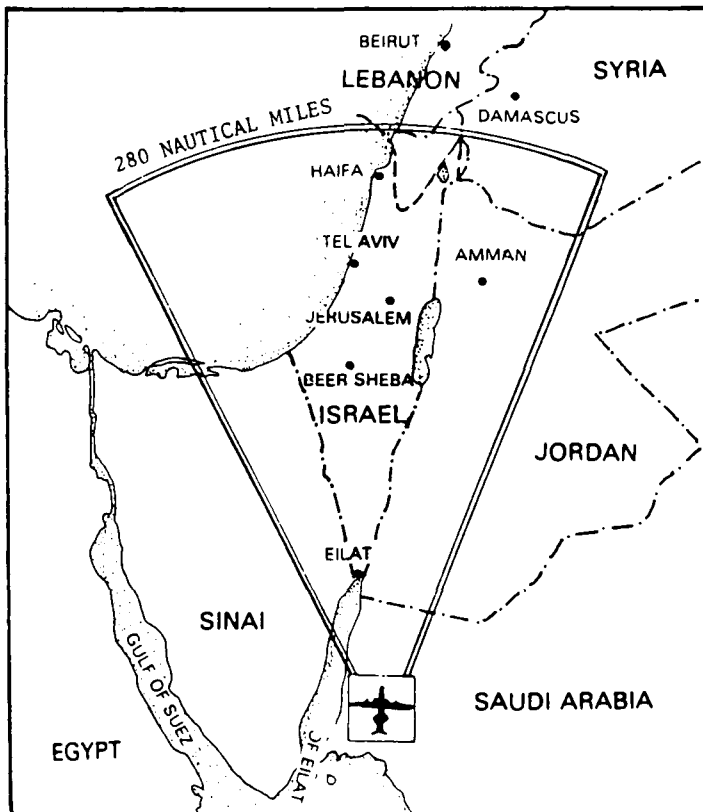 BEIRUT
LEBANON
SYRIA
DAMASCUS
280 NAUTICAL MILES
HAIFA
TEL AVIV
AMMAN
JERUSALEM
BEER SHEBA
ISRAEL
JORDAN
EILAT
SINAI
GULF OF SUEZ
SAUDI ARABIA
EGYPT
OF EILAT